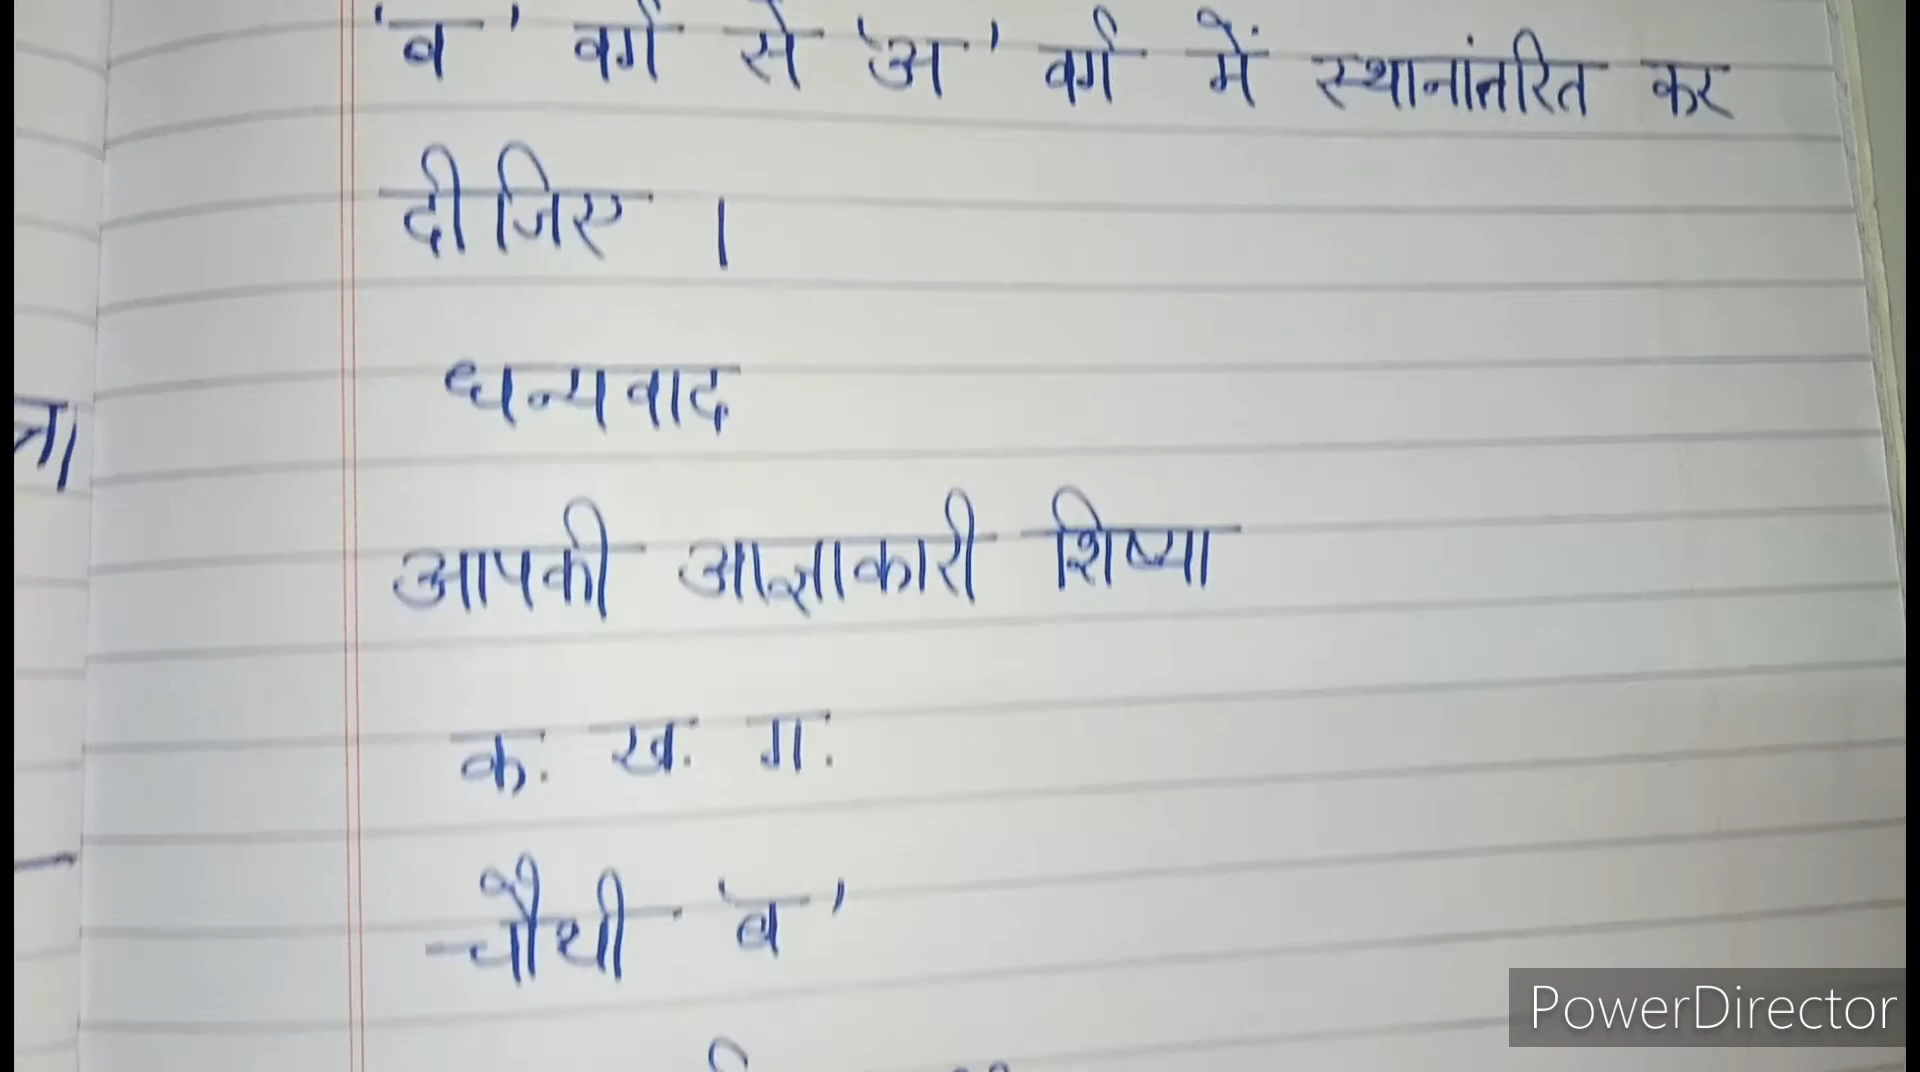 'ब' वर्ग से 'अ' वर्ग में स्थानांतरित कर
दीजिए ।
धन्यवाद
आपकी आज्ञाकारी शिष्या
क. ख. ग.
चौथी 'ब'
PowerDirector